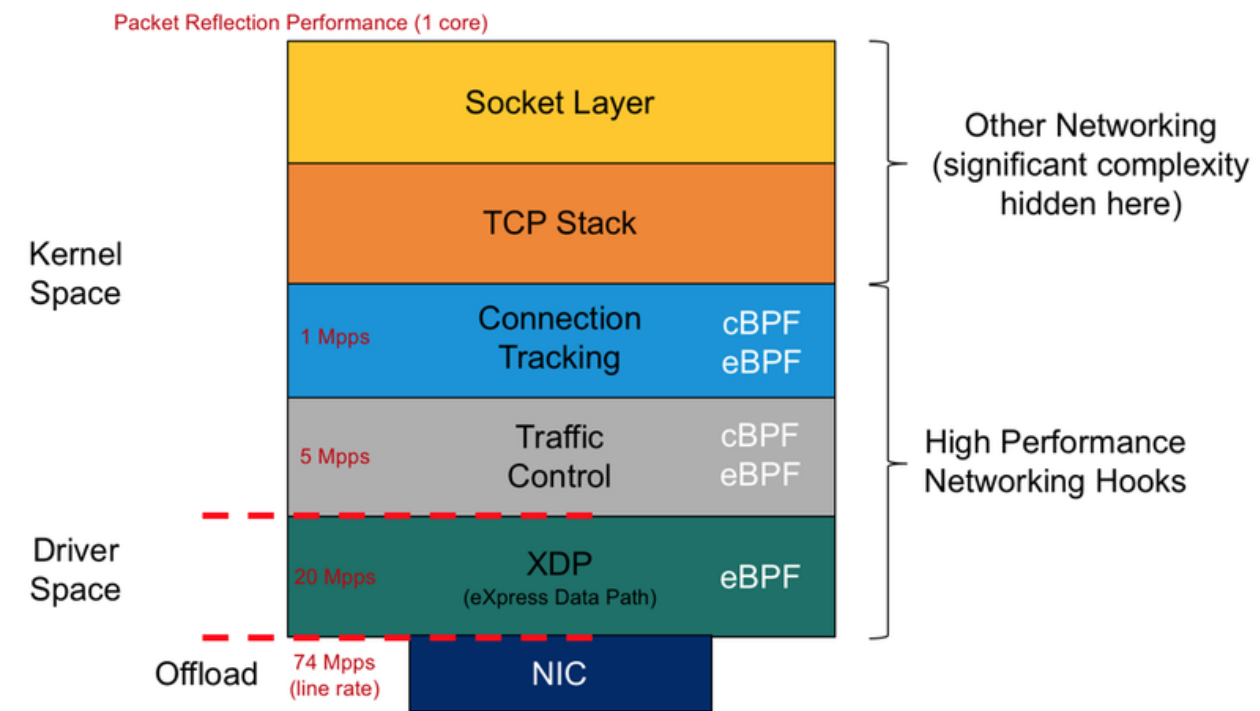 Packet Reflection Performance (1 core)
Socket Layer
TCP Stack
Other Networking
(significant complexity
hidden here)
Kernel
Space
1 Mpps
Connection
Tracking
cBPF
eBPF
5 Mpps
Traffic
Control
cBPF
eBPF
High Performance
Networking Hooks
Driver
Space
20 Mpps
XDP
(eXpress Data Path)
eBPF
Offload
74 Mpps
(line rate)
NIC